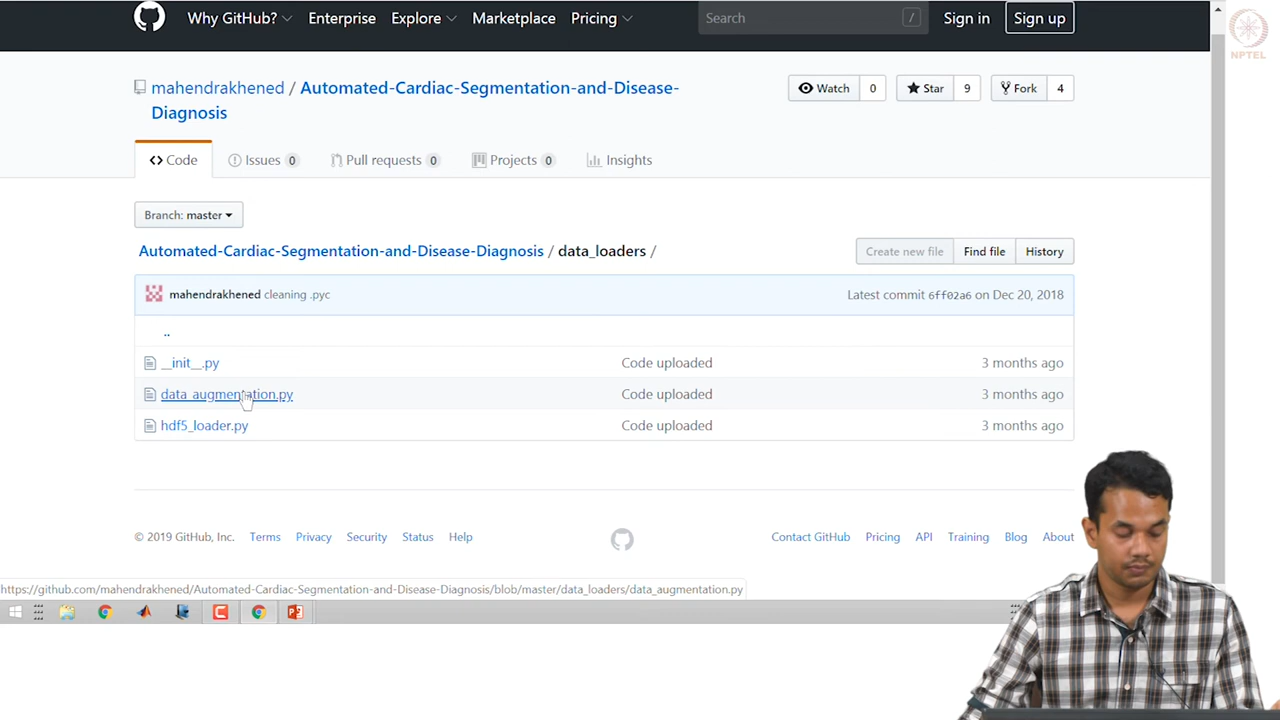 Why GitHub? Enterprise Explore Marketplace Pricing Search / Sign in Sign up
NPTEL
mahendrakhened / Automated-Cardiac-Segmentation-and-Disease-
Diagnosis
Watch 0 Star 9 Fork 4
Code Issues 0 Pull requests 0 Projects 0 Insights
Branch: master
Automated-Cardiac-Segmentation-and-Disease-Diagnosis / data_loaders /
Create new file Find file History
mahendrakhened cleaning .pyc Latest commit 6ff02a6 on Dec 20, 2018
..
__init__.py Code uploaded 3 months ago
data_augmentation.py Code uploaded 3 months ago
hdf5_loader.py Code uploaded 3 months ago
© 2019 GitHub, Inc. Terms Privacy Security Status Help Contact GitHub Pricing API Training Blog About
https://github.com/mahendrakhened/Automated-Cardiac-Segmentation-and-Disease-Diagnosis/blob/master/data_loaders/data_augmentation.py